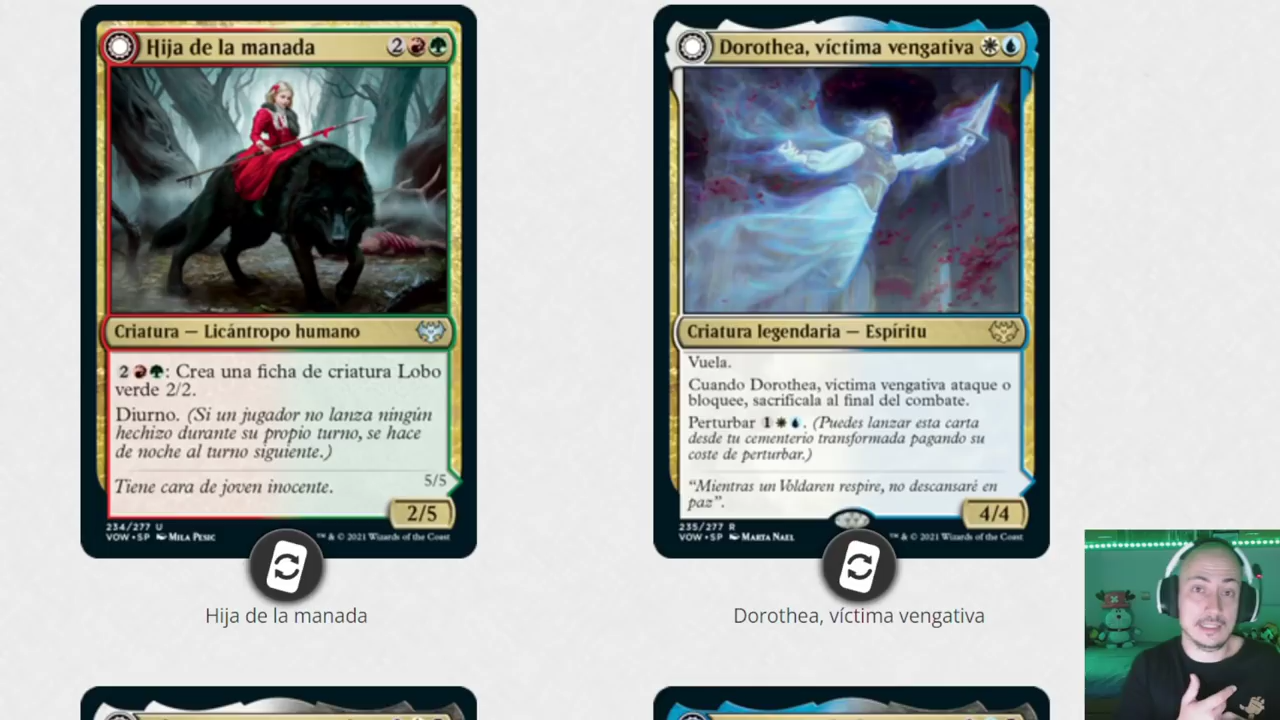 Hija de la manada 2
Criatura — Licántropo humano
2 : Crea una ficha de criatura Lobo
verde 2/2.
Diurno. (Si un jugador no lanza ningún
hechizo durante su propio turno, se hace
de noche al turno siguiente.)
Tiene cara de joven inocente.
5/5
2/5
234/277 U
VOW • SP MILA PESIC ™ & © 2021 Wizards of the Coast
Hija de la manada
Dorothea, víctima vengativa
Criatura legendaria — Espíritu
Vuela.
Cuando Dorothea, víctima vengativa ataque o
bloquee, sacrifícala al final del combate.
Perturbar 1 . (Puedes lanzar esta carta
desde tu cementerio transformada pagando su
coste de perturbar.)
“Mientras un Voldaren respire, no descansaré en
paz”.
4/4
235/277 R
VOW • SP MARTA NAEL ™ & © 2021 Wizards of the Coast
Dorothea, víctima vengativa